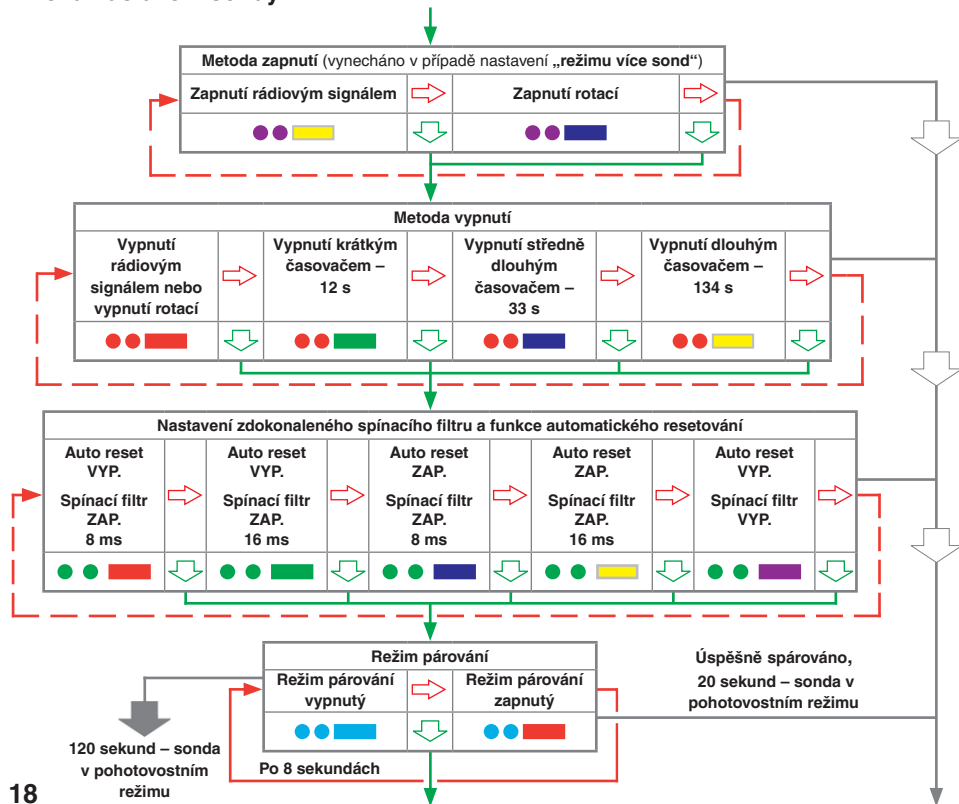 Metoda zapnutí (vynecháno v případě nastavení „režimu více sond“)
Zapnutí rádiovým signálem
Zapnutí rotací
Metoda vypnutí
Vypnutí
rádiovým
signálem nebo
vypnutí rotací
Vypnutí krátkým
časovačem –
12 s
Vypnutí středně
dlouhým
časovačem –
33 s
Vypnutí dlouhým
časovačem –
134 s
Nastavení zdokonaleného spínacího filtru a funkce automatického resetování
Auto reset
VYP.
Spínací filtr
ZAP.
8 ms
Auto reset
VYP.
Spínací filtr
ZAP.
16 ms
Auto reset
ZAP.
Spínací filtr
ZAP.
8 ms
Auto reset
ZAP.
Spínací filtr
ZAP.
16 ms
Auto reset
VYP.
Spínací filtr
VYP.
Režim párování
Režim párování
vypnutý
Režim párování
zapnutý
Úspěšně spárováno,
20 sekund – sonda v
pohotovostním režimu
120 sekund – sonda
v pohotovostním
režimu
Po 8 sekundách
18